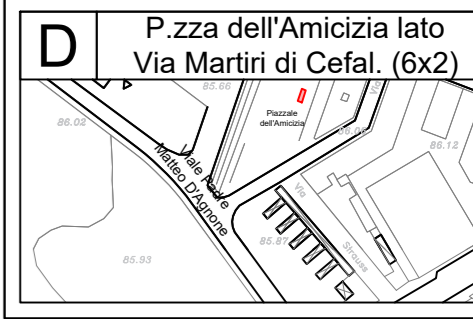 D
P.zza dell'Amicizia lato
Via Martiri di Cefal. (6x2)
85.66
Piazzale
dell'Amicizia
Via
86.02
86.12
Viale Padre
Matteo D'Agnone
Via
Strauss
85.87
85.93